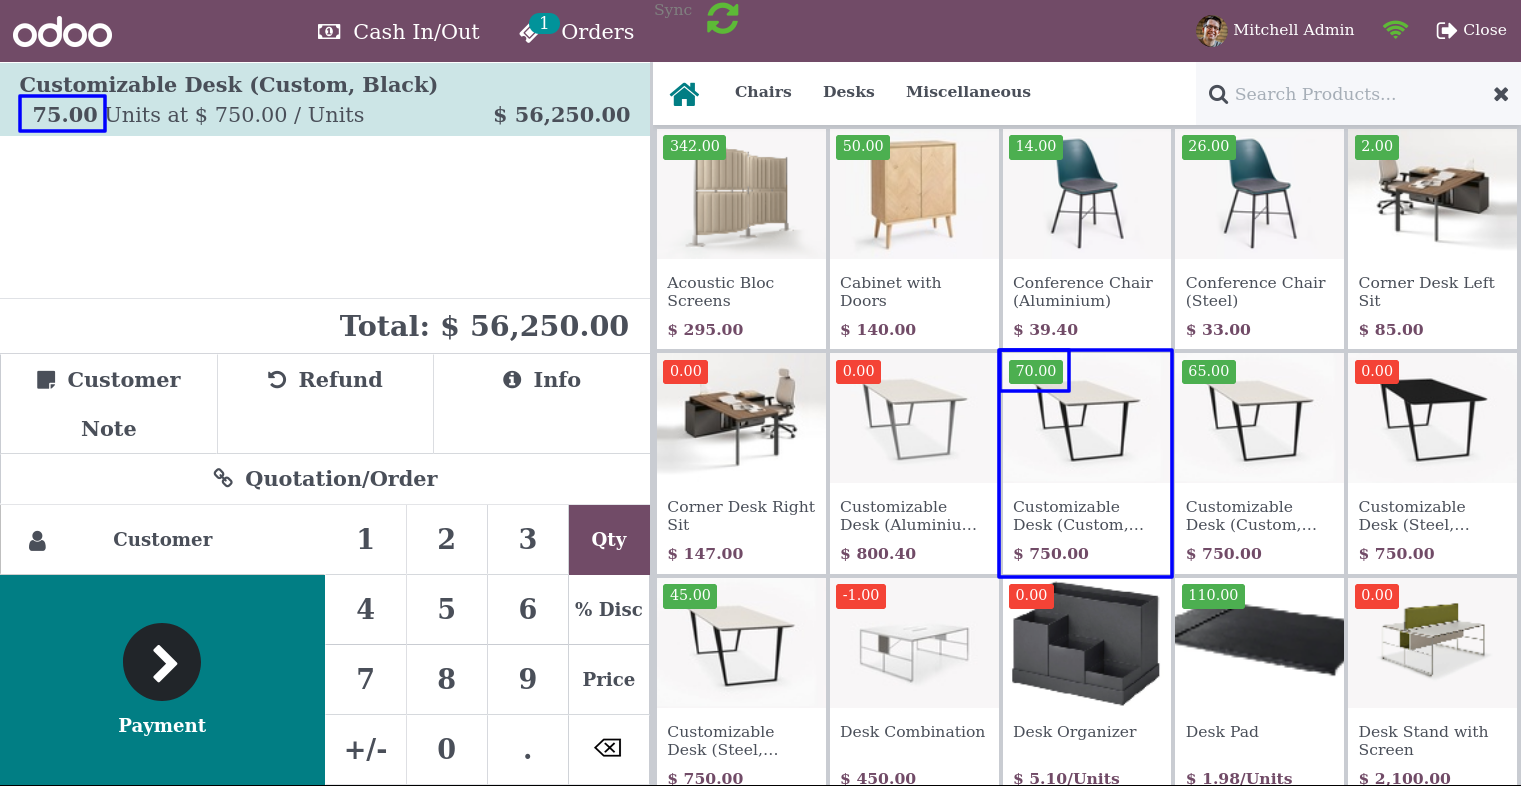 odoo
Cash In/Out
1
Orders
Sync
Mitchell Admin
Close
Customizable Desk (Custom, Black)
75.00 Units at $ 750.00 / Units
$ 56,250.00
Total: $ 56,250.00
Customer
Note
Refund
Info
Quotation/Order
Customer
1
2
3
Qty
4
5
6
% Disc
7
8
9
Price
+/-
0
.
Payment
Chairs
Desks
Miscellaneous
Search Products...
342.00
Acoustic Bloc
Screens
$ 295.00
50.00
Cabinet with
Doors
$ 140.00
14.00
Conference Chair
(Aluminium)
$ 39.40
26.00
Conference Chair
(Steel)
$ 33.00
2.00
Corner Desk Left
Sit
$ 85.00
0.00
Corner Desk Right
Sit
$ 147.00
0.00
Customizable
Desk (Aluminiu...
$ 800.40
70.00
Customizable
Desk (Custom,...
$ 750.00
65.00
Customizable
Desk (Custom,...
$ 750.00
0.00
Customizable
Desk (Steel,...
$ 750.00
45.00
Customizable
Desk (Steel,...
$ 750.00
-1.00
Desk Combination
$ 450.00
0.00
Desk Organizer
$ 5.10/Units
110.00
Desk Pad
$ 1.98/Units
0.00
Desk Stand with
Screen
$ 2,100.00